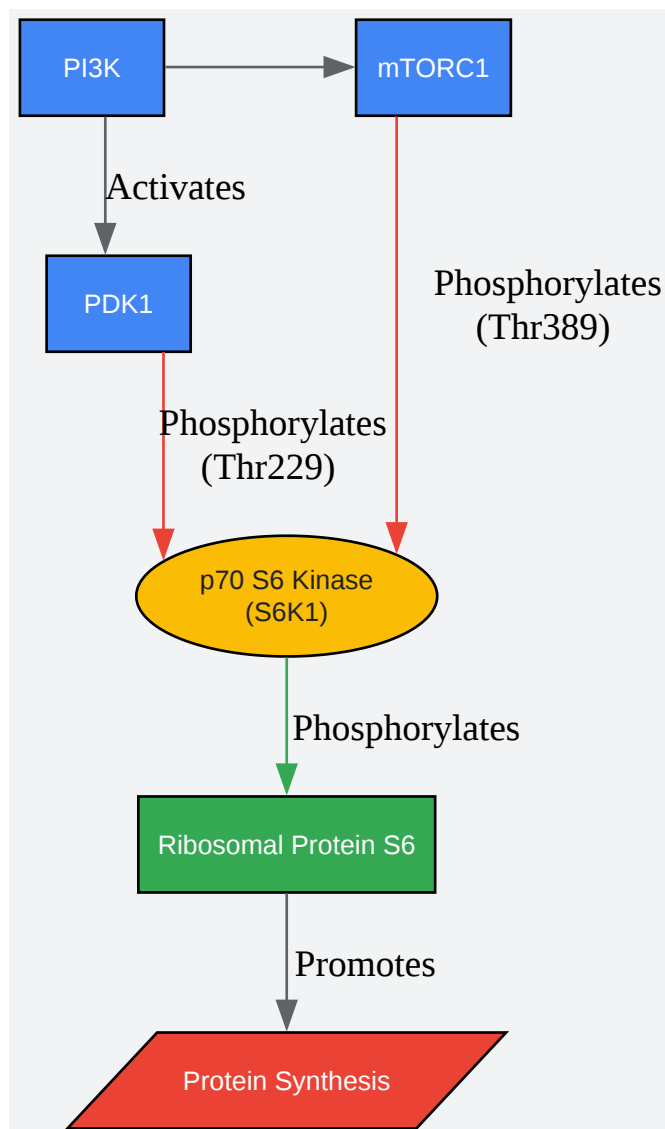 PI3K
mTORC1
Activates
PDK1
Phosphorylates
(Thr389)
Phosphorylates
(Thr229)
p70 S6 Kinase
(S6K1)
Phosphorylates
Ribosomal Protein S6
Promotes
Protein Synthesis